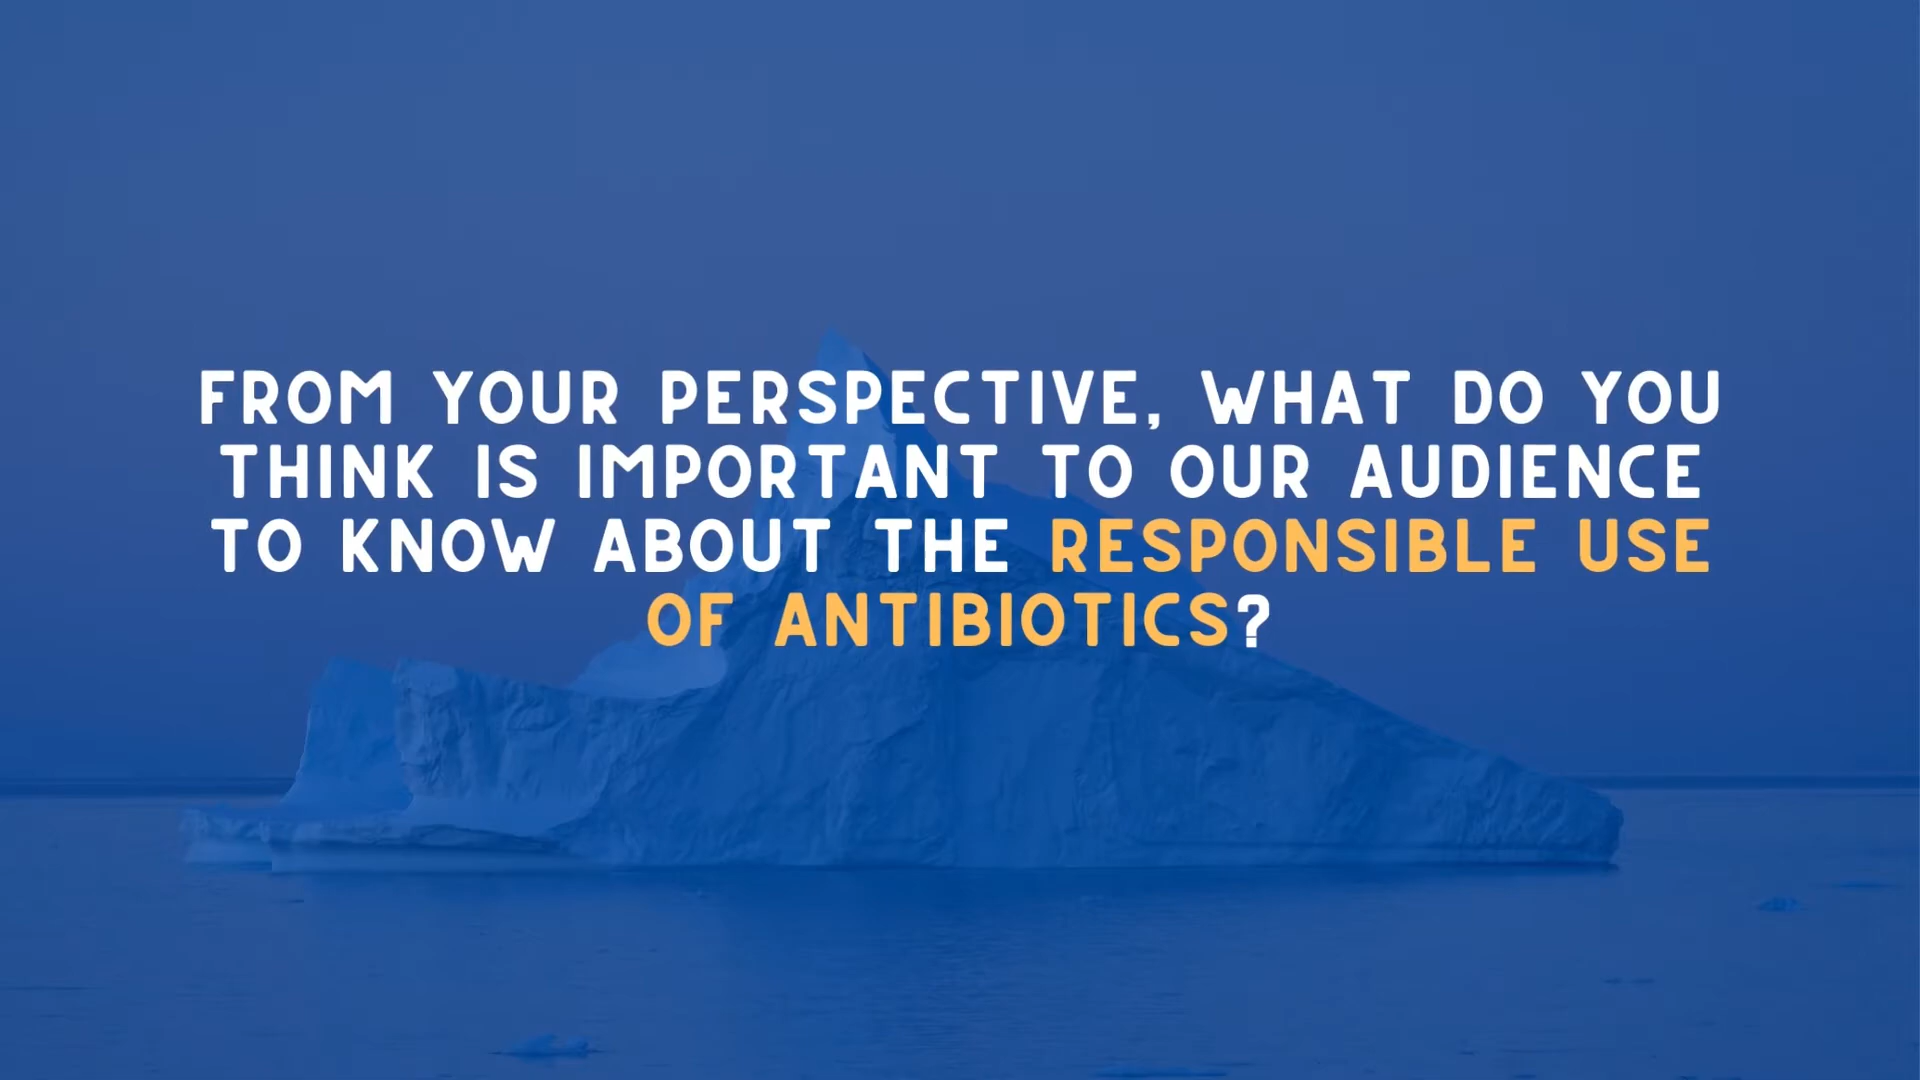 FROM YOUR PERSPECTIVE, WHAT DO YOU
THINK IS IMPORTANT TO OUR AUDIENCE
TO KNOW ABOUT THE RESPONSIBLE USE
OF ANTIBIOTICS?